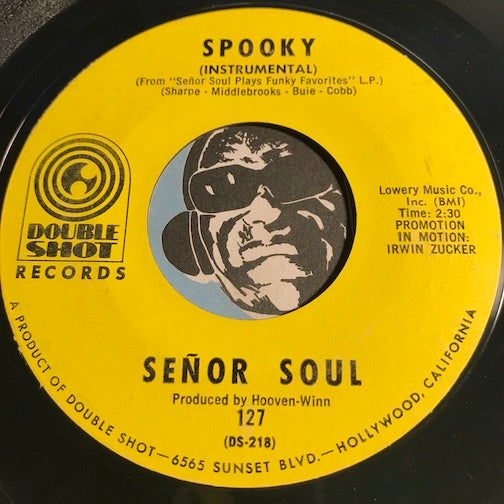 SPOOKY
(INSTRUMENTAL)
(From "Señor Soul Plays Funky Favorites" L.P.)
(Sharpe - Middlebrooks - Buie - Cobb)
DOUBLE
SHOT
RECORDS
Lowery Music Co.,
Inc. (BMI)
Time: 2:30
PROMOTION
IN MOTION:
IRWIN ZUCKER
SEÑOR SOUL
Produced by Hooven-Winn
127
(DS-218)
A PRODUCT OF DOUBLE SHOT—6565 SUNSET BLVD.—HOLLYWOOD, CALIFORNIA